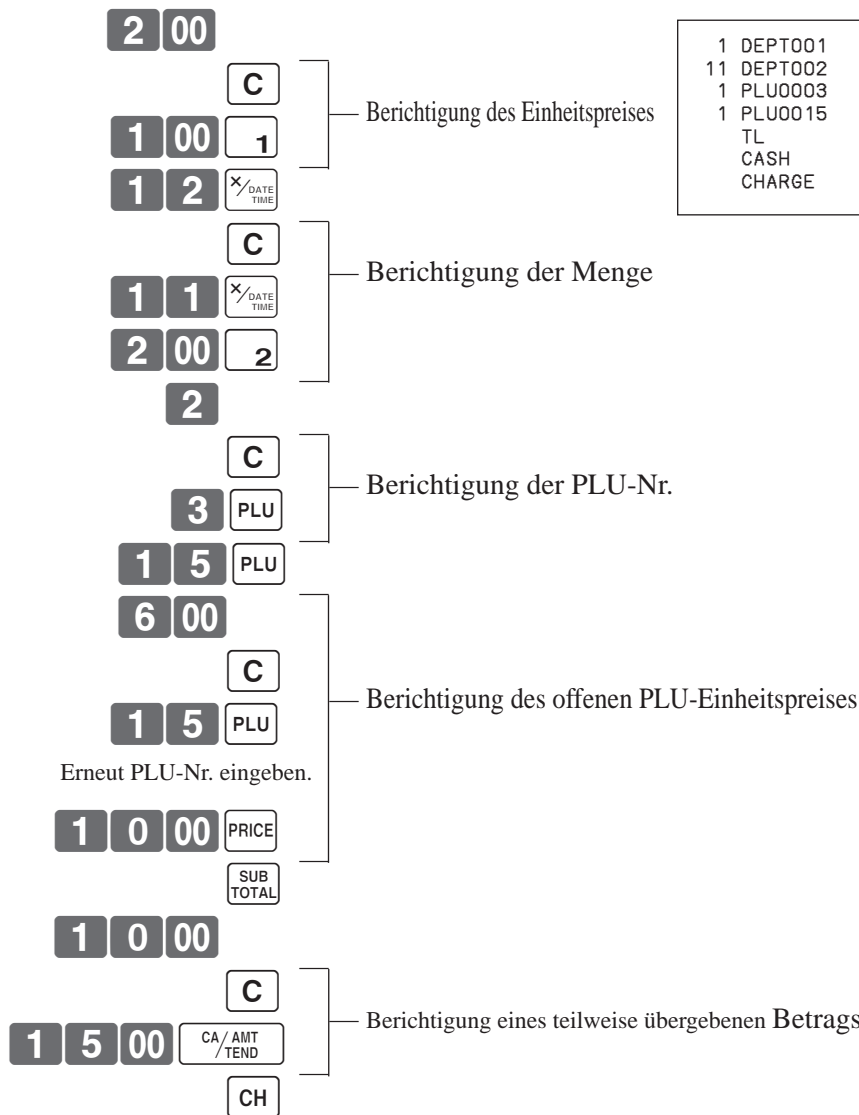 2 00
C
1 00 1
1 2 ×/DATE TIME
C
1 1 ×/DATE TIME
2 00 2
2
C
3 PLU
1 5 PLU
6 00
C
1 5 PLU
Erneut PLU-Nr. eingeben.
1 0 00 PRICE
SUB TOTAL
1 0 00
C
1 5 00 CA/AMT TEND
CH
Berichtigung des Einheitspreises
Berichtigung der Menge
Berichtigung der PLU-Nr.
Berichtigung des offenen PLU-Einheitspreises
Berichtigung eines teilweise übergebenen Betrags
1 DEPT001
11 DEPT002
1 PLU0003
1 PLU0015
TL
CASH
CHARGE